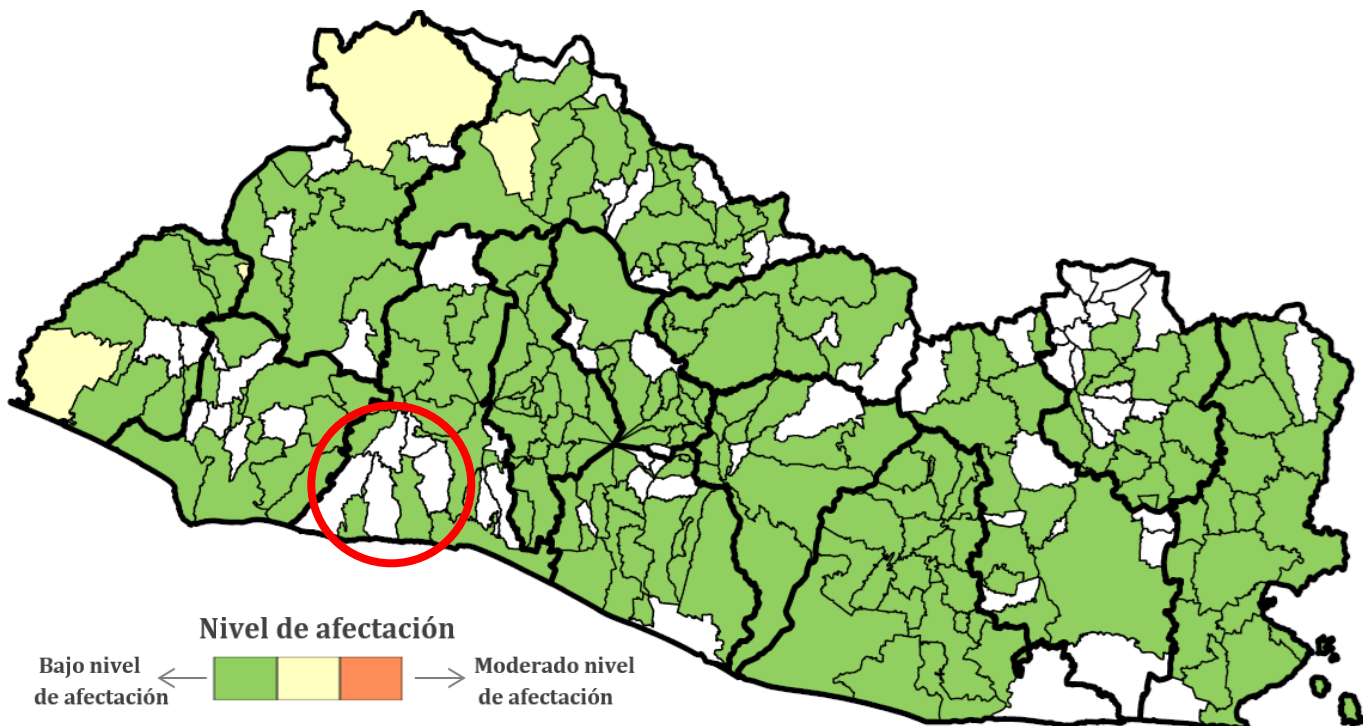 Nivel de afectación
Bajo nivel
de afectación
Moderado nivel
de afectación